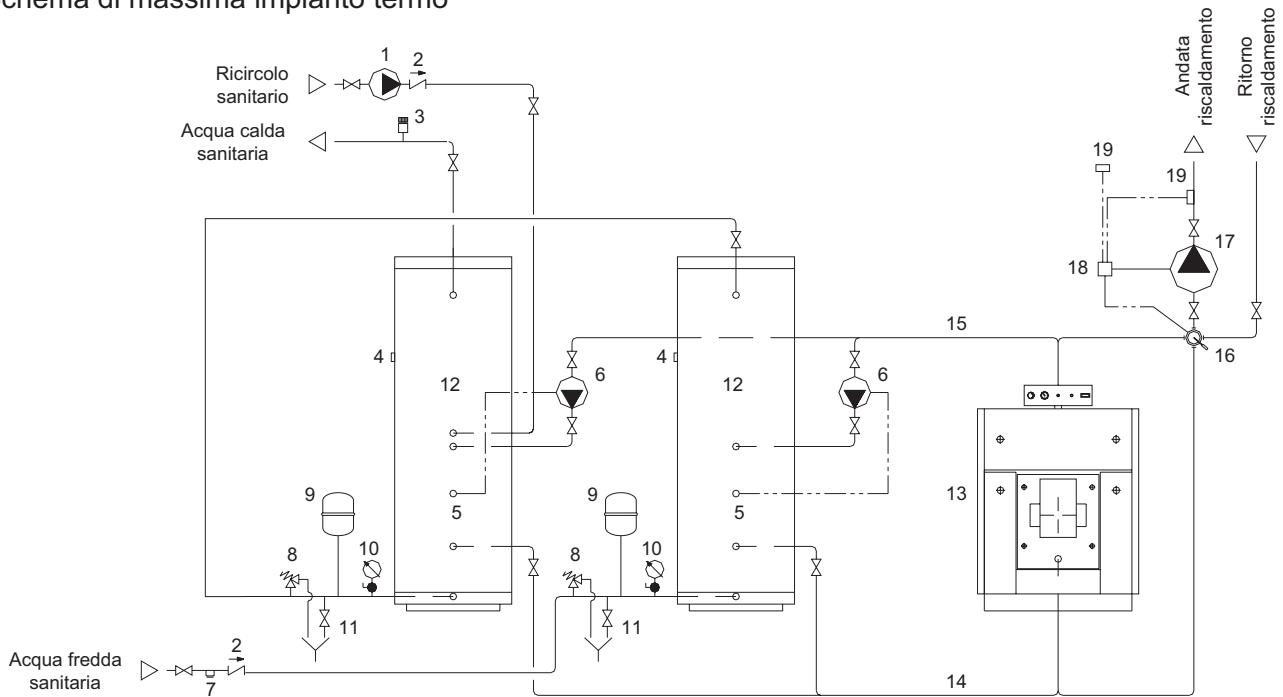 chema di massima impianto termo
1
2
Ricircolo
sanitario
3
Acqua calda
sanitaria
Andata
riscaldamento
Ritorno
riscaldamento
19
19
17
18
16
15
4
12
6
4
12
6
13
9
5
9
5
8
10
8
10
11
11
Acqua fredda
sanitaria
2
7
14